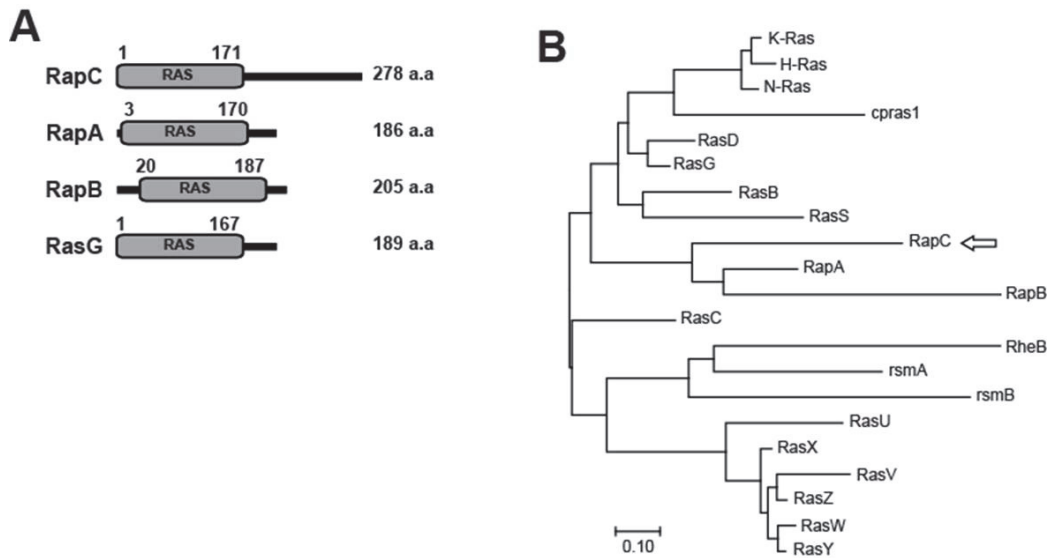 A
1 171
RapC RAS 278 a.a
3 170
RapA RAS 186 a.a
20 187
RapB RAS 205 a.a
1 167
RasG RAS 189 a.a
B
K-Ras
H-Ras
N-Ras
cpras1
RasD
RasG
RasB
RasS
RapC
RapA
RapB
RasC
RheB
rsmA
rsmB
RasU
RasX
RasV
RasZ
RasW
RasY
0.10